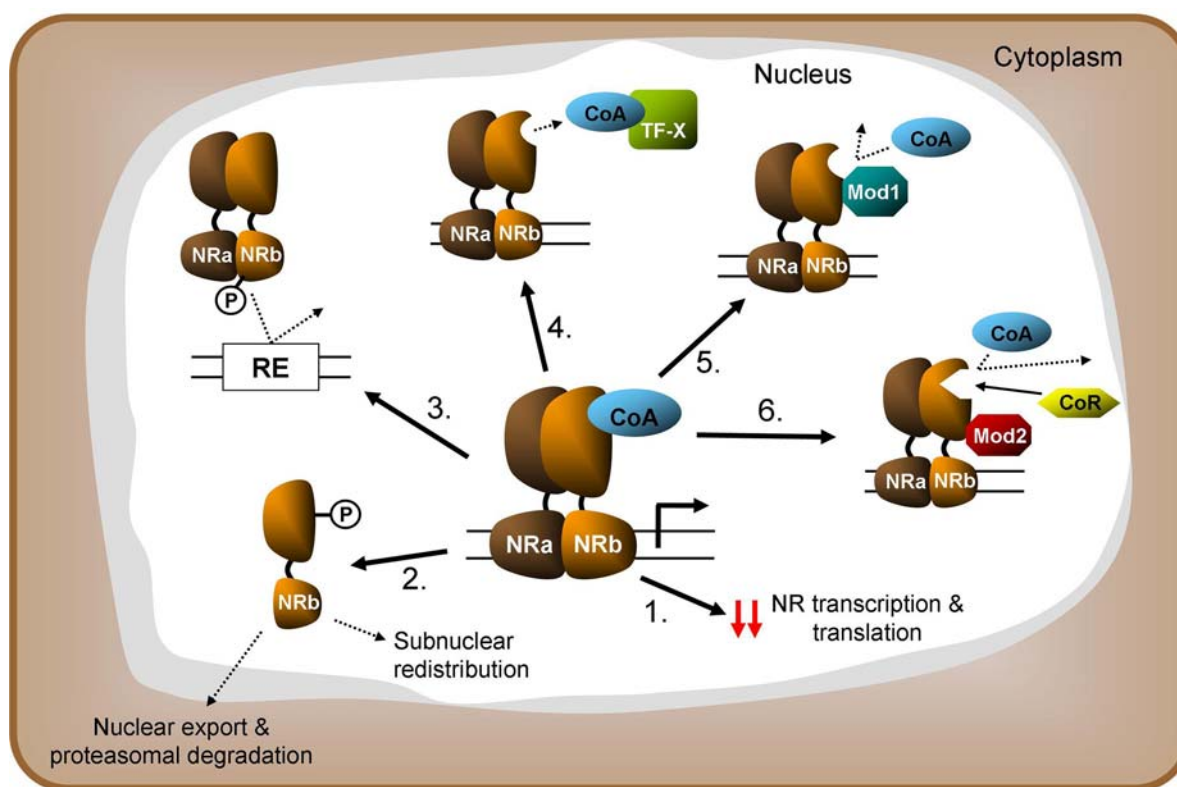 Cytoplasm
Nucleus
CoA
TF-X
NRa NRb
4.
CoA
Mod1
NRa NRb
5.
NRa NRb
P
RE
3.
CoA
6.
CoA
CoR
Mod2
NRa NRb
NRa NRb
P
NRb
2.
1.
NR transcription &
translation
Subnuclear
redistribution
Nuclear export &
proteasomal degradation